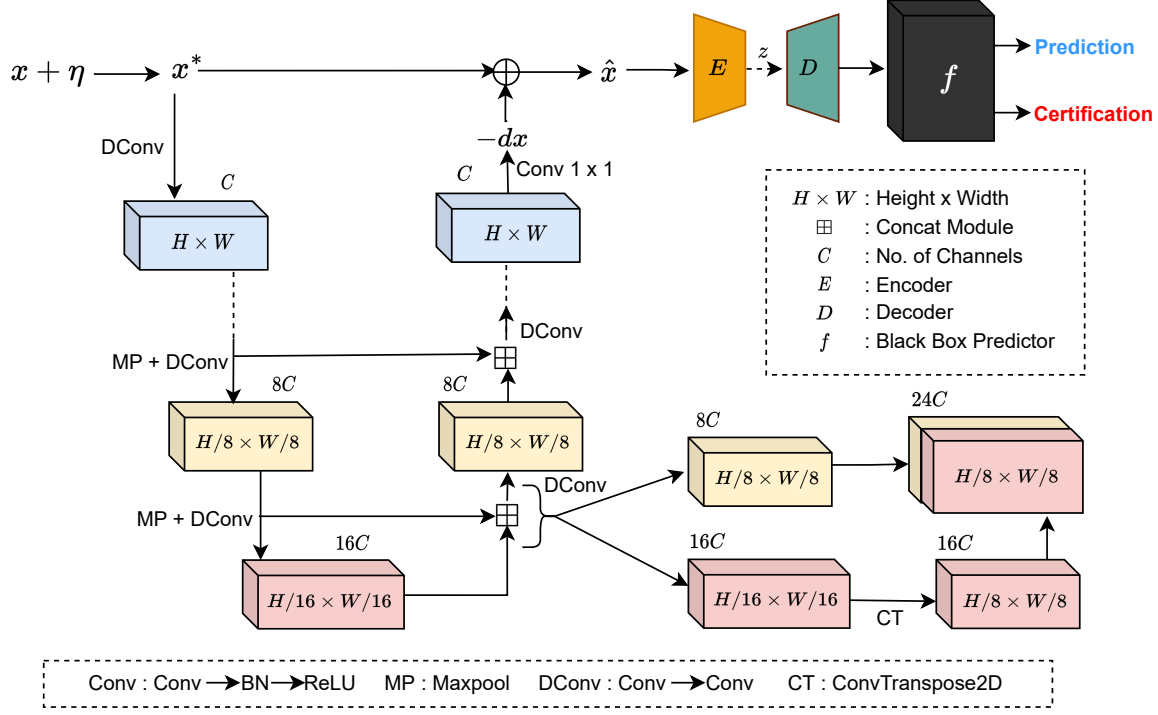 x + η
x*
x̂
E
z
D
f
Prediction
Certification
−dx
DConv
C
C
Conv 1 x 1
H × W
H × W
H × W : Height x Width
⊞ : Concat Module
C : No. of Channels
E : Encoder
D : Decoder
f : Black Box Predictor
DConv
MP + DConv
8C
8C
H/8 × W/8
H/8 × W/8
8C
24C
H/8 × W/8
H/8 × W/8
DConv
MP + DConv
16C
H/16 × W/16
16C
16C
H/16 × W/16
CT
H/8 × W/8
Conv : Conv → BN → ReLU MP : Maxpool DConv : Conv → Conv CT : ConvTranspose2D